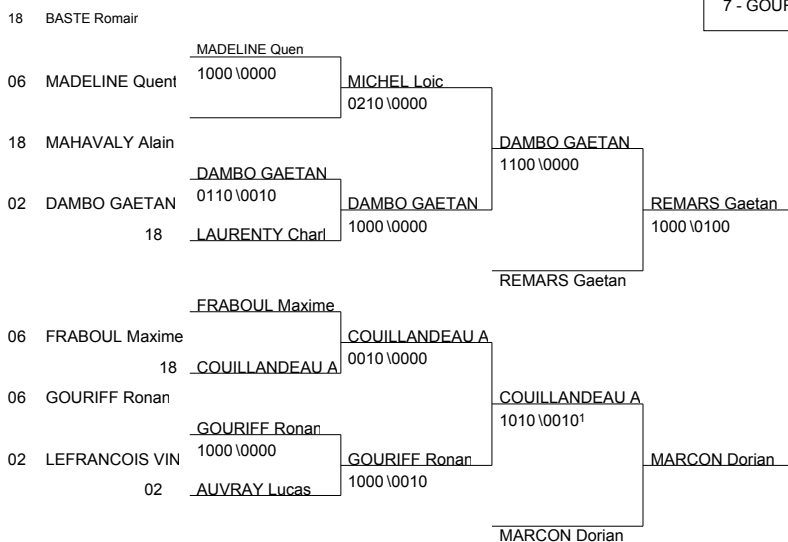 7 - GOUR
18 BASTE Romair
MADELINE Quen
06 MADELINE Quent 1000 \0000 MICHEL Loic
0210 \0000
18 MAHAVALY Alain DAMBO GAETAN
DAMBO GAETAN 1100 \0000
02 DAMBO GAETAN 0110 \0010 DAMBO GAETAN REMARS Gaetan
18 LAURENTY Charl 1000 \0000 1000 \0100
REMARS Gaetan
FRABOUL Maxime
06 FRABOUL Maxime COUILLANDEAU A
18 COUILLANDEAU A 0010 \0000
06 GOURIFF Ronan COUILLANDEAU A
GOURIFF Ronan 1010 \0010¹
02 LEFRANCOIS VIN 1000 \0000 GOURIFF Ronan MARCON Dorian
02 AUVRAY Lucas 1000 \0010
MARCON Dorian